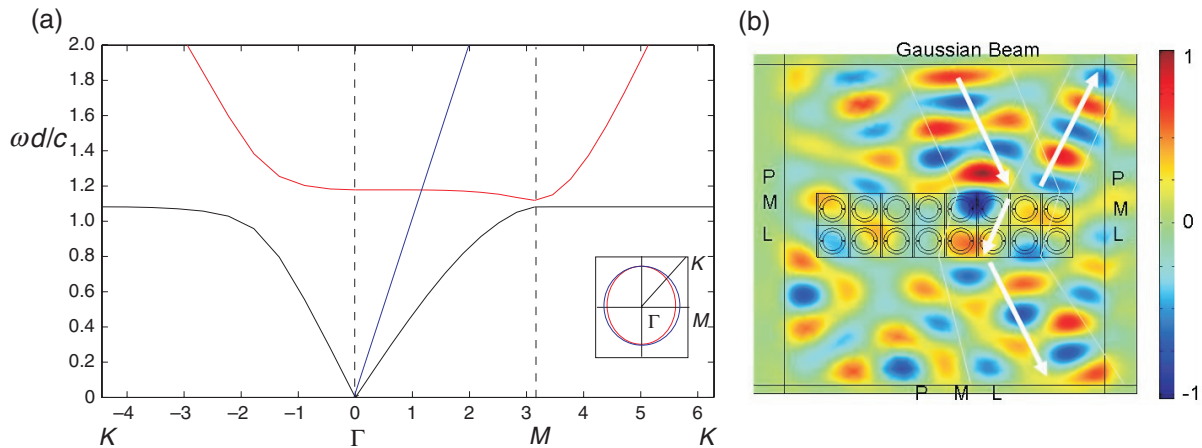 (a)
2.0
1.8
1.6
1.4
1.2
1.0
0.8
0.6
0.4
0.2
0
ωd/c
–4 –3 –2 –1 0 1 2 3 4 5 6
K Γ M K
K
M
Γ
(b)
Gaussian Beam
P
M
L
P
M
L
P M L
1
0
-1